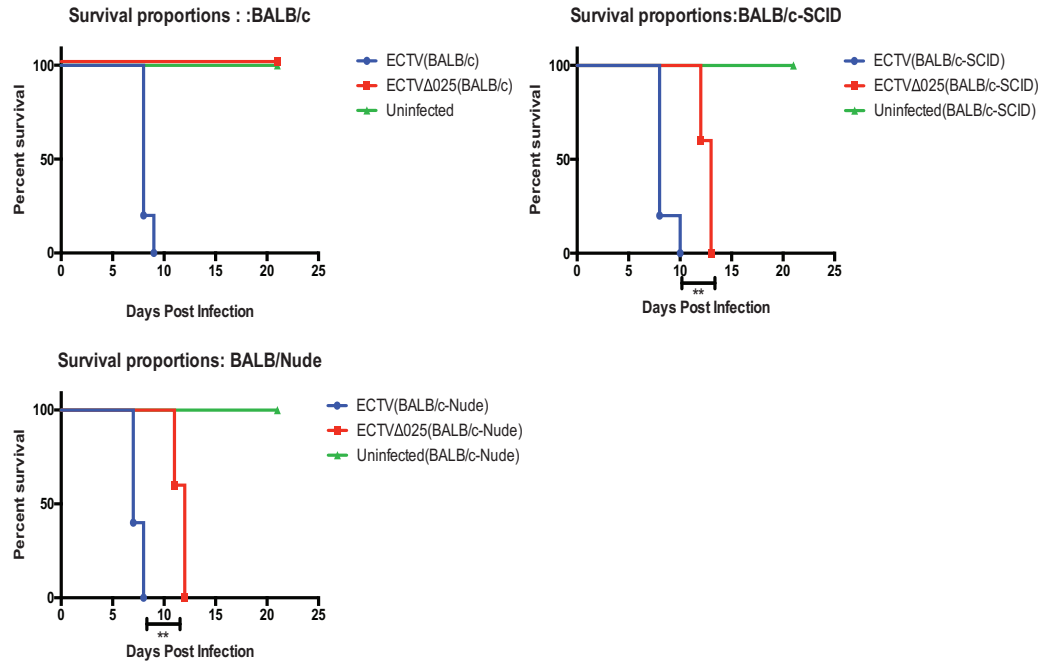 Survival proportions : :BALB/c
Percent survival
100
50
0
0 5 10 15 20 25
Days Post Infection
ECTV(BALB/c)
ECTVΔ025(BALB/c)
Uninfected
Survival proportions:BALB/c-SCID
Percent survival
100
50
0
0 5 10 15 20 25
**
Days Post Infection
ECTV(BALB/c-SCID)
ECTVΔ025(BALB/c-SCID)
Uninfected(BALB/c-SCID)
Survival proportions: BALB/Nude
Percent survival
100
50
0
0 5 10 15 20 25
**
Days Post Infection
ECTV(BALB/c-Nude)
ECTVΔ025(BALB/c-Nude)
Uninfected(BALB/c-Nude)